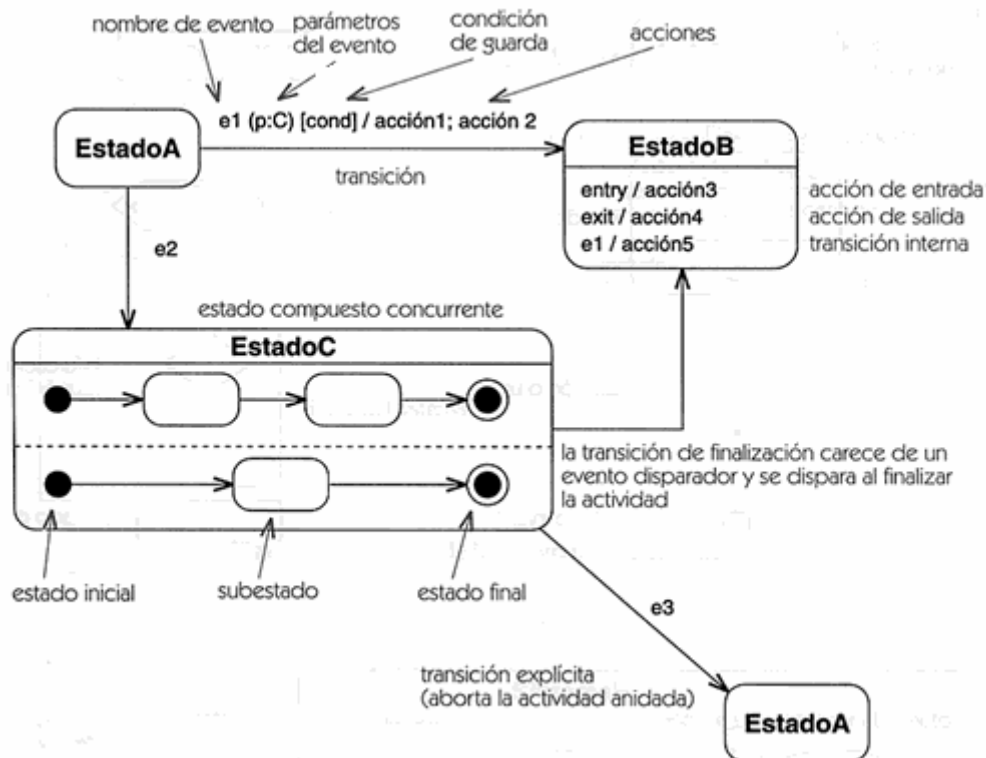 nombre de evento
parámetros
del evento
condición
de guarda
acciones
e1 (p:C) [cond] / acción1; acción 2
EstadoA
transición
EstadoB
entry / acción3
exit / acción4
e1 / acción5
acción de entrada
acción de salida
transición interna
e2
estado compuesto concurrente
EstadoC
la transición de finalización carece de un
evento disparador y se dispara al finalizar
la actividad
estado inicial
subestado
estado final
e3
transición explícita
(aborta la actividad anidada)
EstadoA